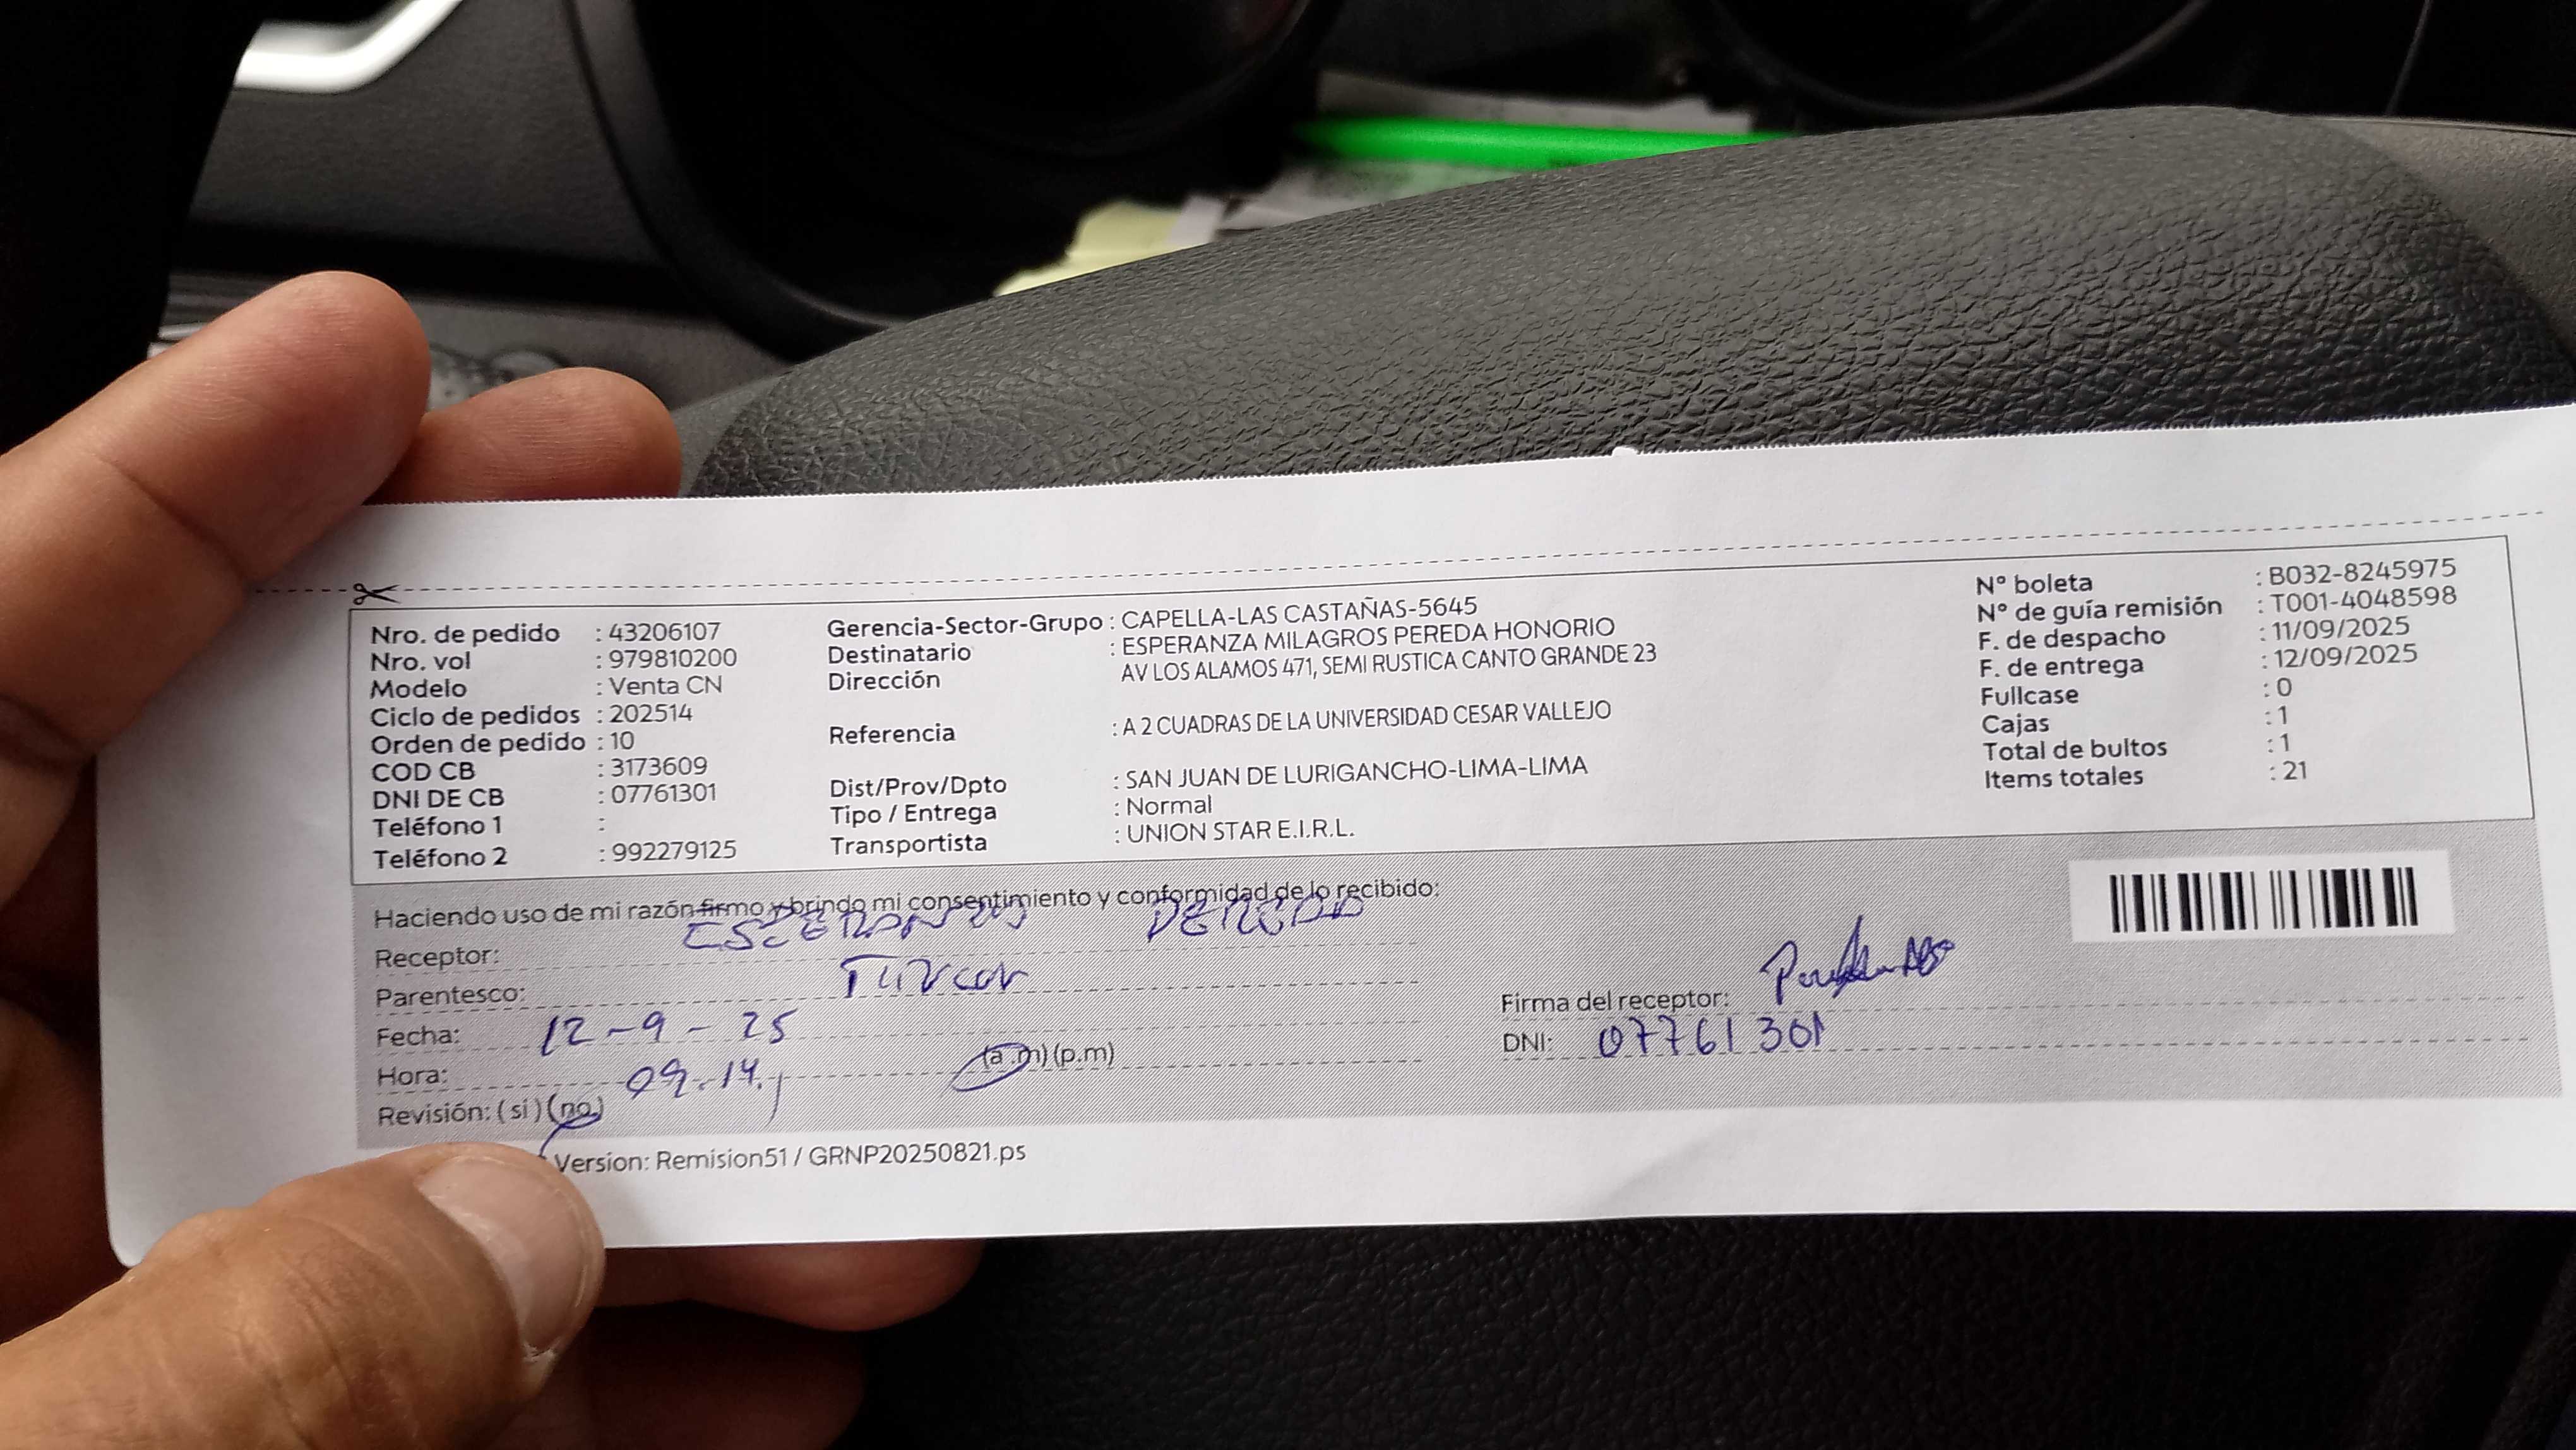 Nro. de pedido : 43206107
Nro. vol : 979810200
Modelo : Venta CN
Ciclo de pedidos : 202514
Orden de pedido : 10
COD CB : 3173609
DNI DE CB : 07761301
Teléfono 1 :
Teléfono 2 : 992279125
Gerencia-Sector-Grupo : CAPELLA-LAS CASTAÑAS-5645
Destinatario : ESPERANZA MILAGROS PEREDA HONORIO
Dirección AV LOS ALAMOS 471, SEMI RUSTICA CANTO GRANDE 23
Referencia : A 2 CUADRAS DE LA UNIVERSIDAD CESAR VALLEJO
Dist/Prov/Dpto : SAN JUAN DE LURIGANCHO-LIMA-LIMA
Tipo / Entrega : Normal
Transportista : UNION STAR E.I.R.L.
N° boleta : B032-8245975
N° de guía remisión : T001-4048598
F. de despacho : 11/09/2025
F. de entrega : 12/09/2025
Fullcase : 0
Cajas : 1
Total de bultos : 1
Items totales : 21
Haciendo uso de mi razón firmo y brindo mi consentimiento y conformidad de lo recibido:
Receptor: ESPERANZA PEREDA
Parentesco:
Fecha: 12-9-25
Hora: 09.14. (a.m) (p.m)
Revisión: (si) (no.)
Firma del receptor:
DNI: 07761301
Version: Remision51 / GRNP20250821.ps